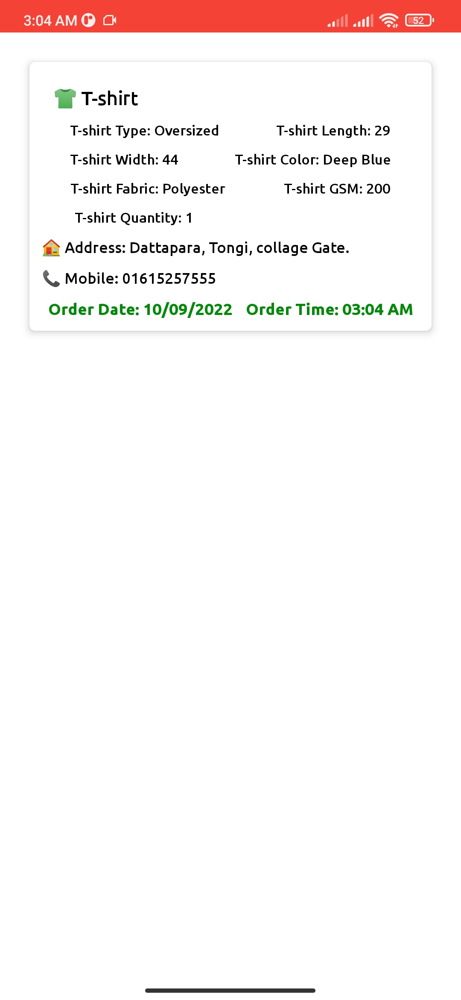 3:04 AM 52
T-shirt
T-shirt Type: Oversized T-shirt Length: 29
T-shirt Width: 44 T-shirt Color: Deep Blue
T-shirt Fabric: Polyester T-shirt GSM: 200
T-shirt Quantity: 1
Address: Dattapara, Tongi, collage Gate.
Mobile: 01615257555
Order Date: 10/09/2022 Order Time: 03:04 AM